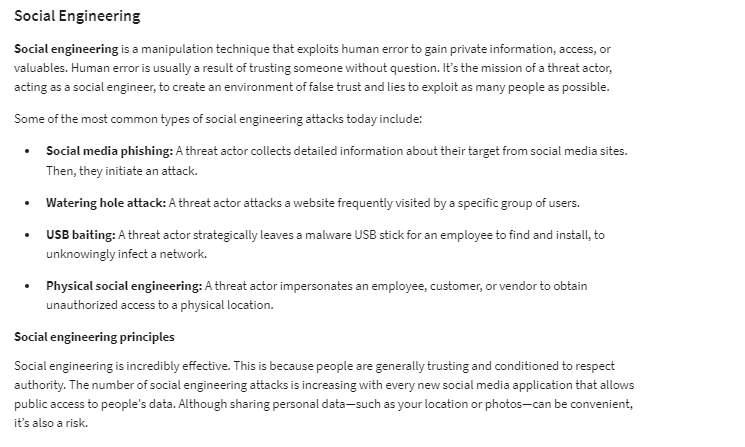 Social Engineering
Social engineering is a manipulation technique that exploits human error to gain private information, access, or
valuables. Human error is usually a result of trusting someone without question. It's the mission of a threat actor,
acting as a social engineer, to create an environment of false trust and lies to exploit as many people as possible.
Some of the most common types of social engineering attacks today include:
• Social media phishing: A threat actor collects detailed information about their target from social media sites.
Then, they initiate an attack.
• Watering hole attack: A threat actor attacks a website frequently visited by a specific group of users.
• USB baiting: A threat actor strategically leaves a malware USB stick for an employee to find and install, to
unknowingly infect a network.
• Physical social engineering: A threat actor impersonates an employee, customer, or vendor to obtain
unauthorized access to a physical location.
Social engineering principles
Social engineering is incredibly effective. This is because people are generally trusting and conditioned to respect
authority. The number of social engineering attacks is increasing with every new social media application that allows
public access to people's data. Although sharing personal data—such as your location or photos—can be convenient,
it's also a risk.